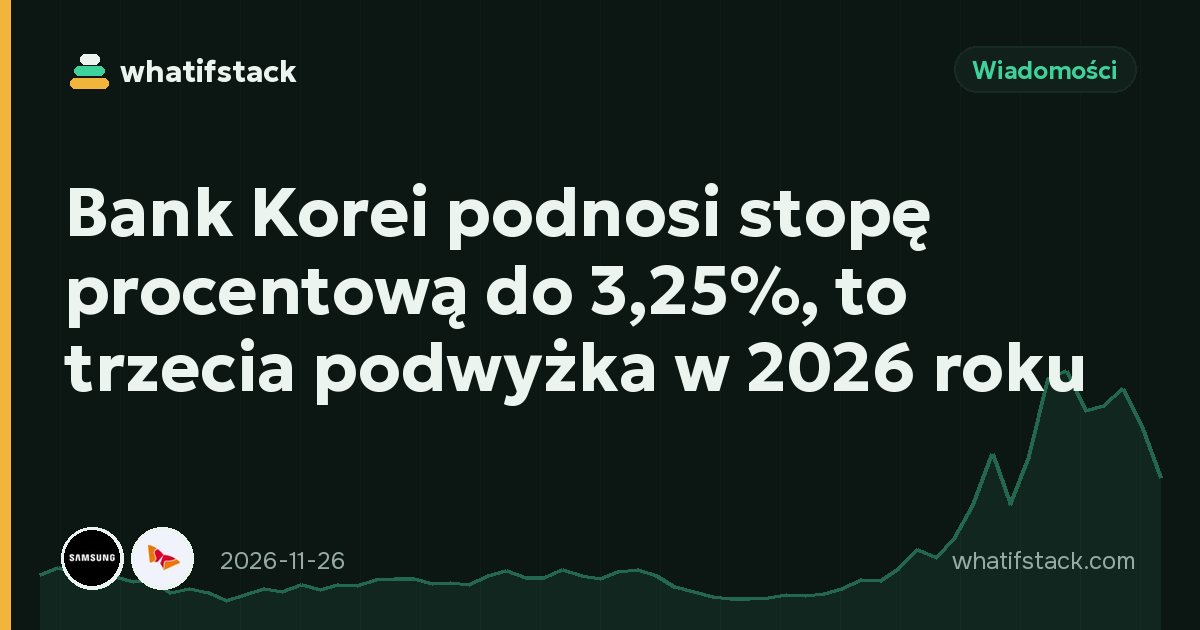 whatifstack
Wiadomości
Bank Korei podnosi stopę
procentową do 3,25%, to
trzecia podwyżka w 2026 roku
SAMSUNG
2026-11-26
whatifstack.com